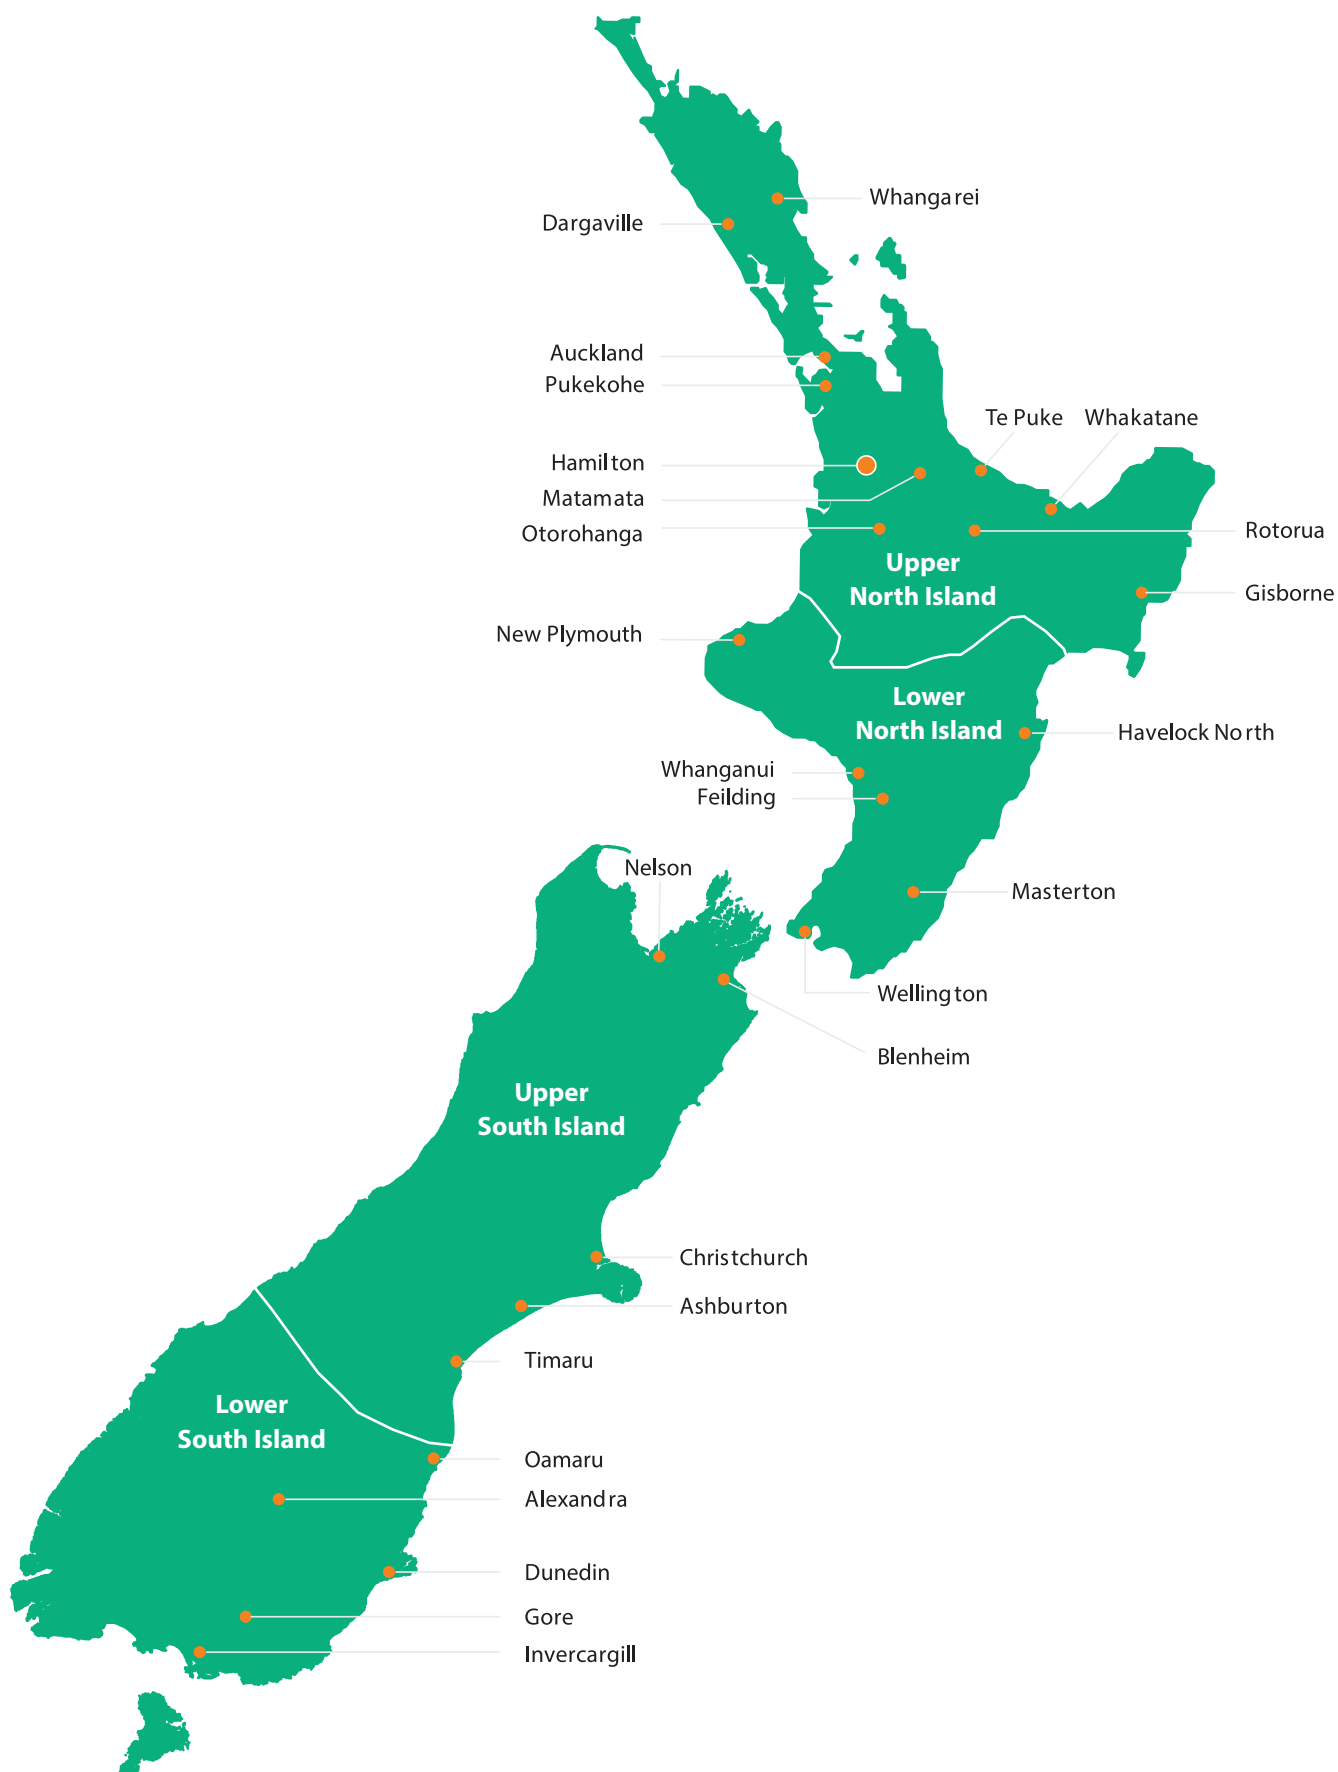 Whangarei
Dargaville
Auckland
Pukekohe
Te Puke
Whakatane
Hamilton
Matamata
Otorohanga
Rotorua
Upper
North Island
Gisborne
New Plymouth
Lower
North Island
Havelock North
Whanganui
Feilding
Nelson
Masterton
Wellington
Blenheim
Upper
South Island
Christchurch
Ashburton
Timaru
Lower
South Island
Oamaru
Alexandra
Dunedin
Gore
Invercargill